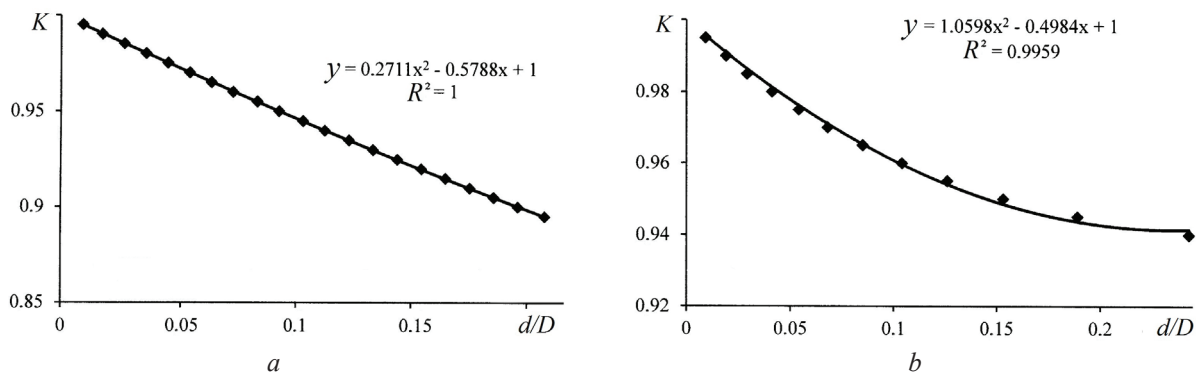 K
y = 0.2711x² - 0.5788x + 1
R² = 1
0.95
0.9
0.85
0
0.05
0.1
0.15
d/D
a
K
y = 1.0598x² - 0.4984x + 1
R² = 0.9959
0.98
0.96
0.94
0.92
0
0.05
0.1
0.15
0.2
d/D
b